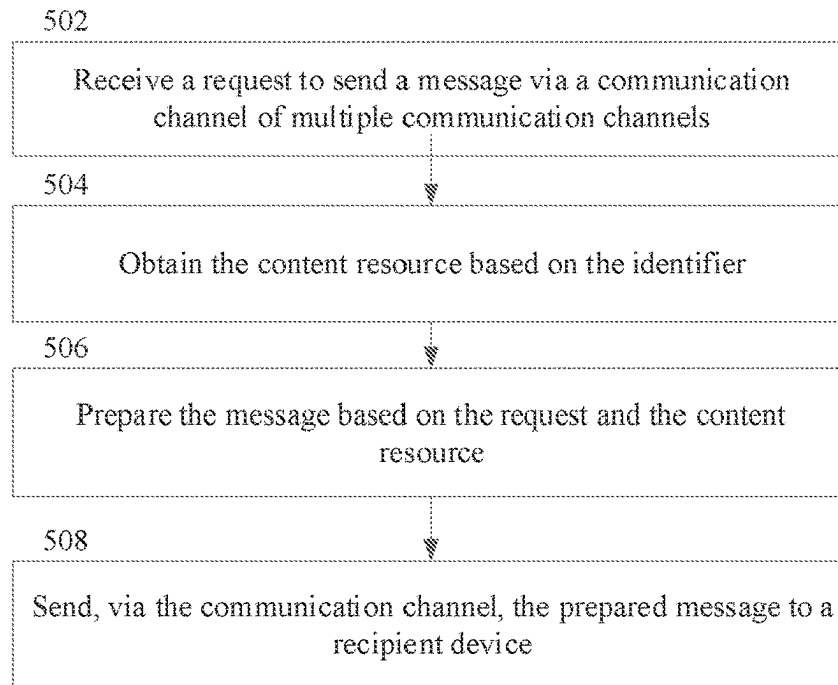 502
Receive a request to send a message via a communication
channel of multiple communication channels
504
Obtain the content resource based on the identifier
506
Prepare the message based on the request and the content
resource
508
Send, via the communication channel, the prepared message to a
recipient device